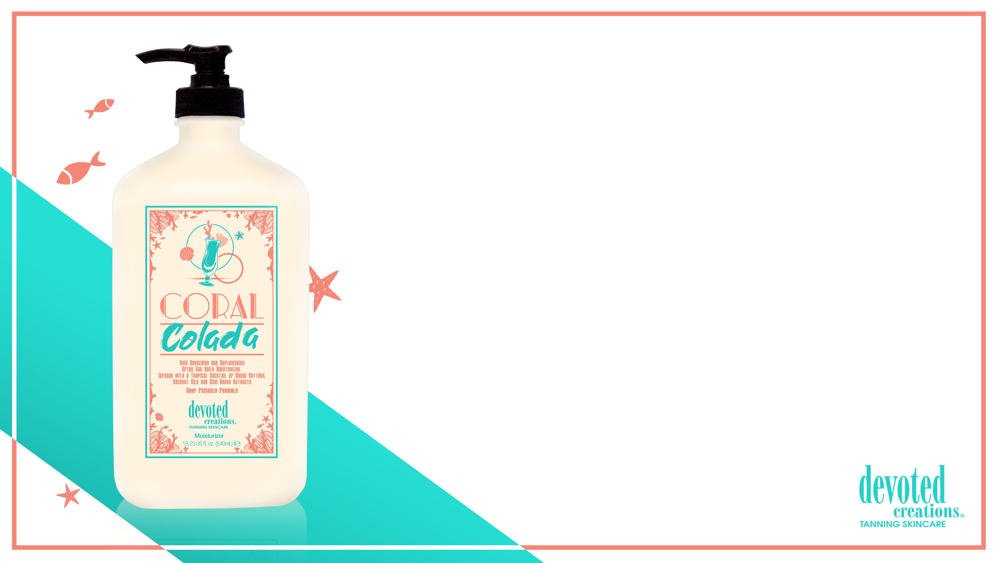 CORAL
Colada
Skin Quenching and Replenishing
After Sun Daily Moisturizer
Infused with a Tropical Cocktail of Monoi Butters,
Coconut Oils and Acai Berry Extracts
Reef Friendly Formula
devoted
creations®
TANNING SKINCARE
Moisturizer
18.25 US fl. oz. (540mL) ℮
devoted
creations®
TANNING SKINCARE